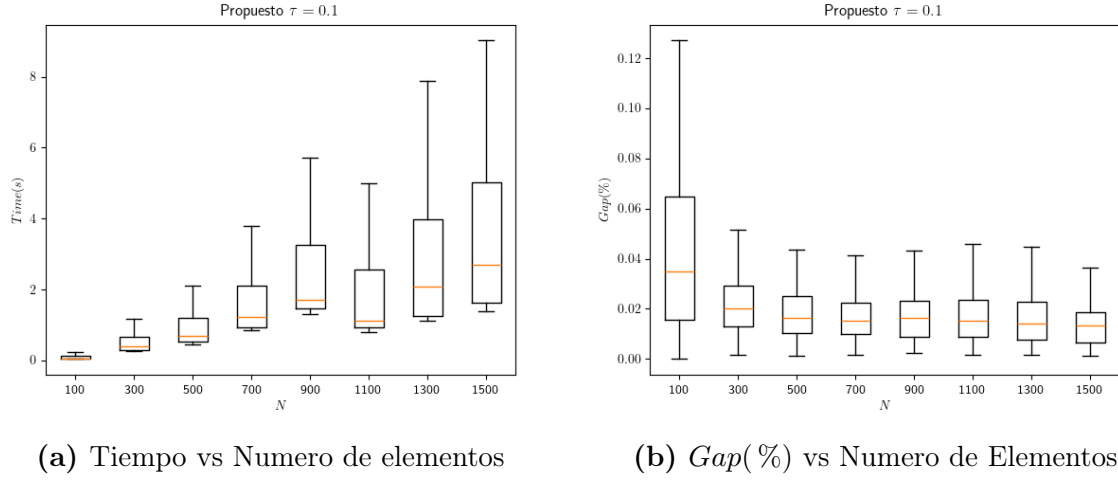 Propuesto τ = 0.1
8
6
4
2
0
Time(s)
100 300 500 700 900 1100 1300 1500
N
(a) Tiempo vs Numero de elementos
Propuesto τ = 0.1
0.12
0.10
0.08
0.06
0.04
0.02
0.00
Gap(%)
100 300 500 700 900 1100 1300 1500
N
(b) Gap( %) vs Numero de Elementos